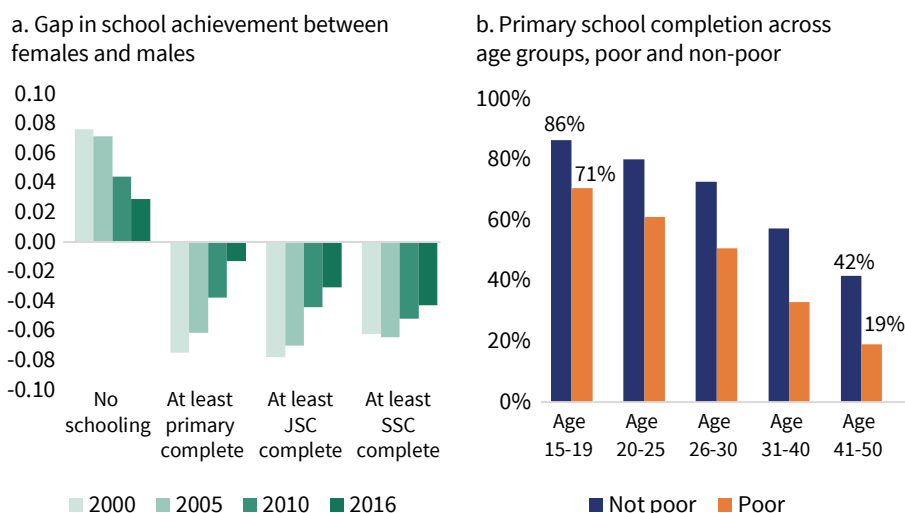 a. Gap in school achievement between
females and males
0.10
0.08
0.06
0.04
0.02
0.00
-0.02
-0.04
-0.06
-0.08
-0.10
No
schooling
At least
primary
complete
At least
JSC
complete
At least
SSC
complete
2000 2005 2010 2016
b. Primary school completion across
age groups, poor and non-poor
100%
80%
60%
40%
20%
0%
86%
71%
42%
19%
Age
15-19
Age
20-25
Age
26-30
Age
31-40
Age
41-50
Not poor Poor